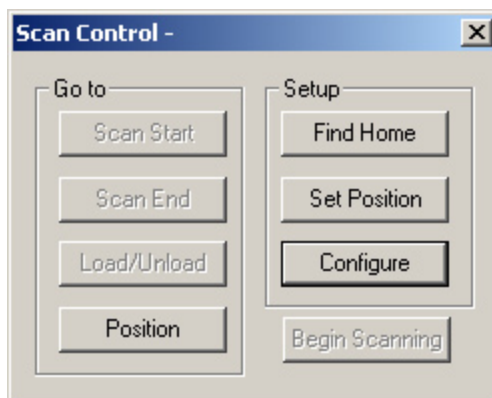 Scan Control -
Go to
Scan Start
Scan End
Load/Unload
Position
Setup
Find Home
Set Position
Configure
Begin Scanning